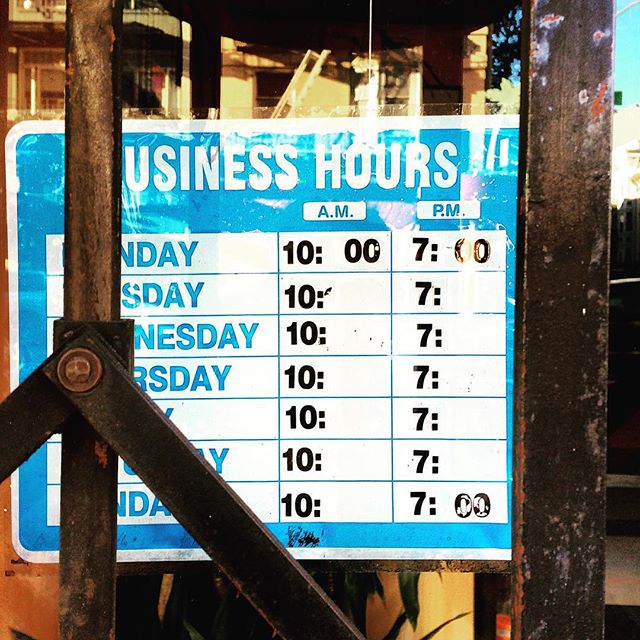 USINESS HOURS
A.M. P.M.
NDAY 10: 00 7: 00
SDAY 10: 7:
NESDAY 10: 7:
RSDAY 10: 7:
Y 10: 7:
AY 10: 7:
NDA 10: 7: 00